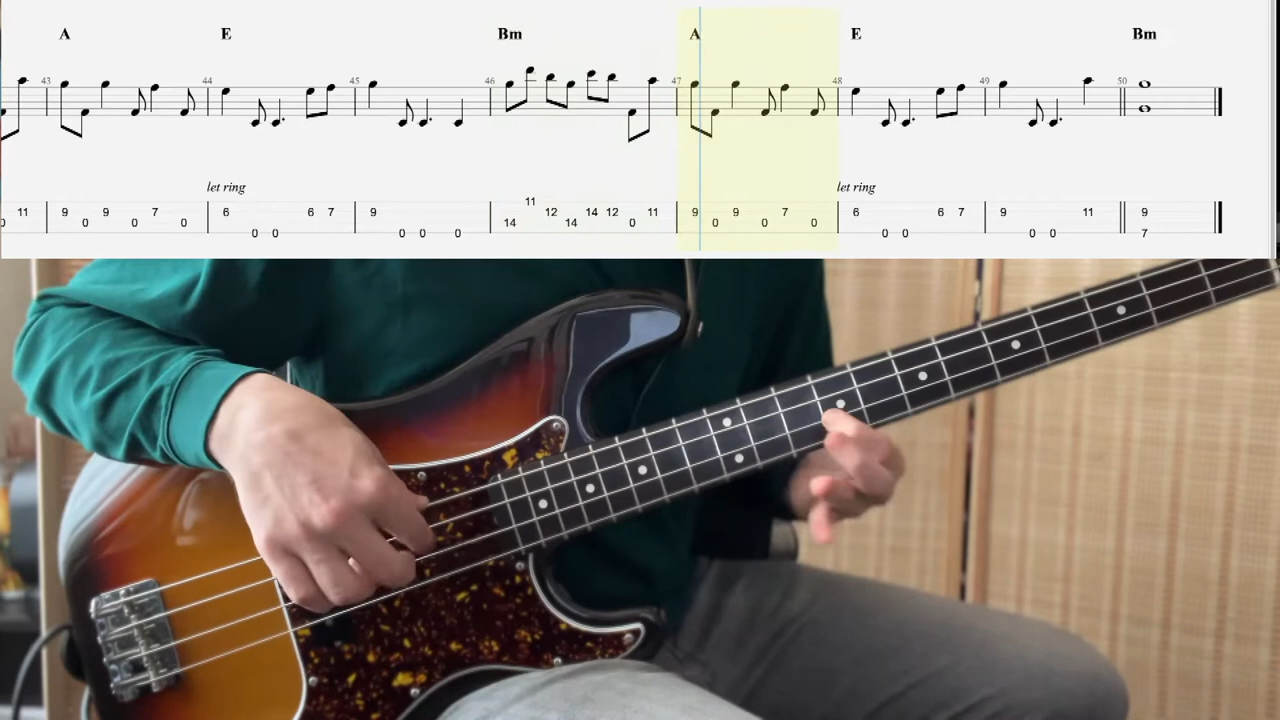 A E Bm A E Bm
43 44 45 46 47 48 49 50
let ring let ring
11
11 9 9 7 6 6 7 9 12 14 12 11 9 9 7 6 6 7 9 11 9
0 0 0 0 14 14 0 0 0 0
0 0 0 0 0 0 0 0 0 7